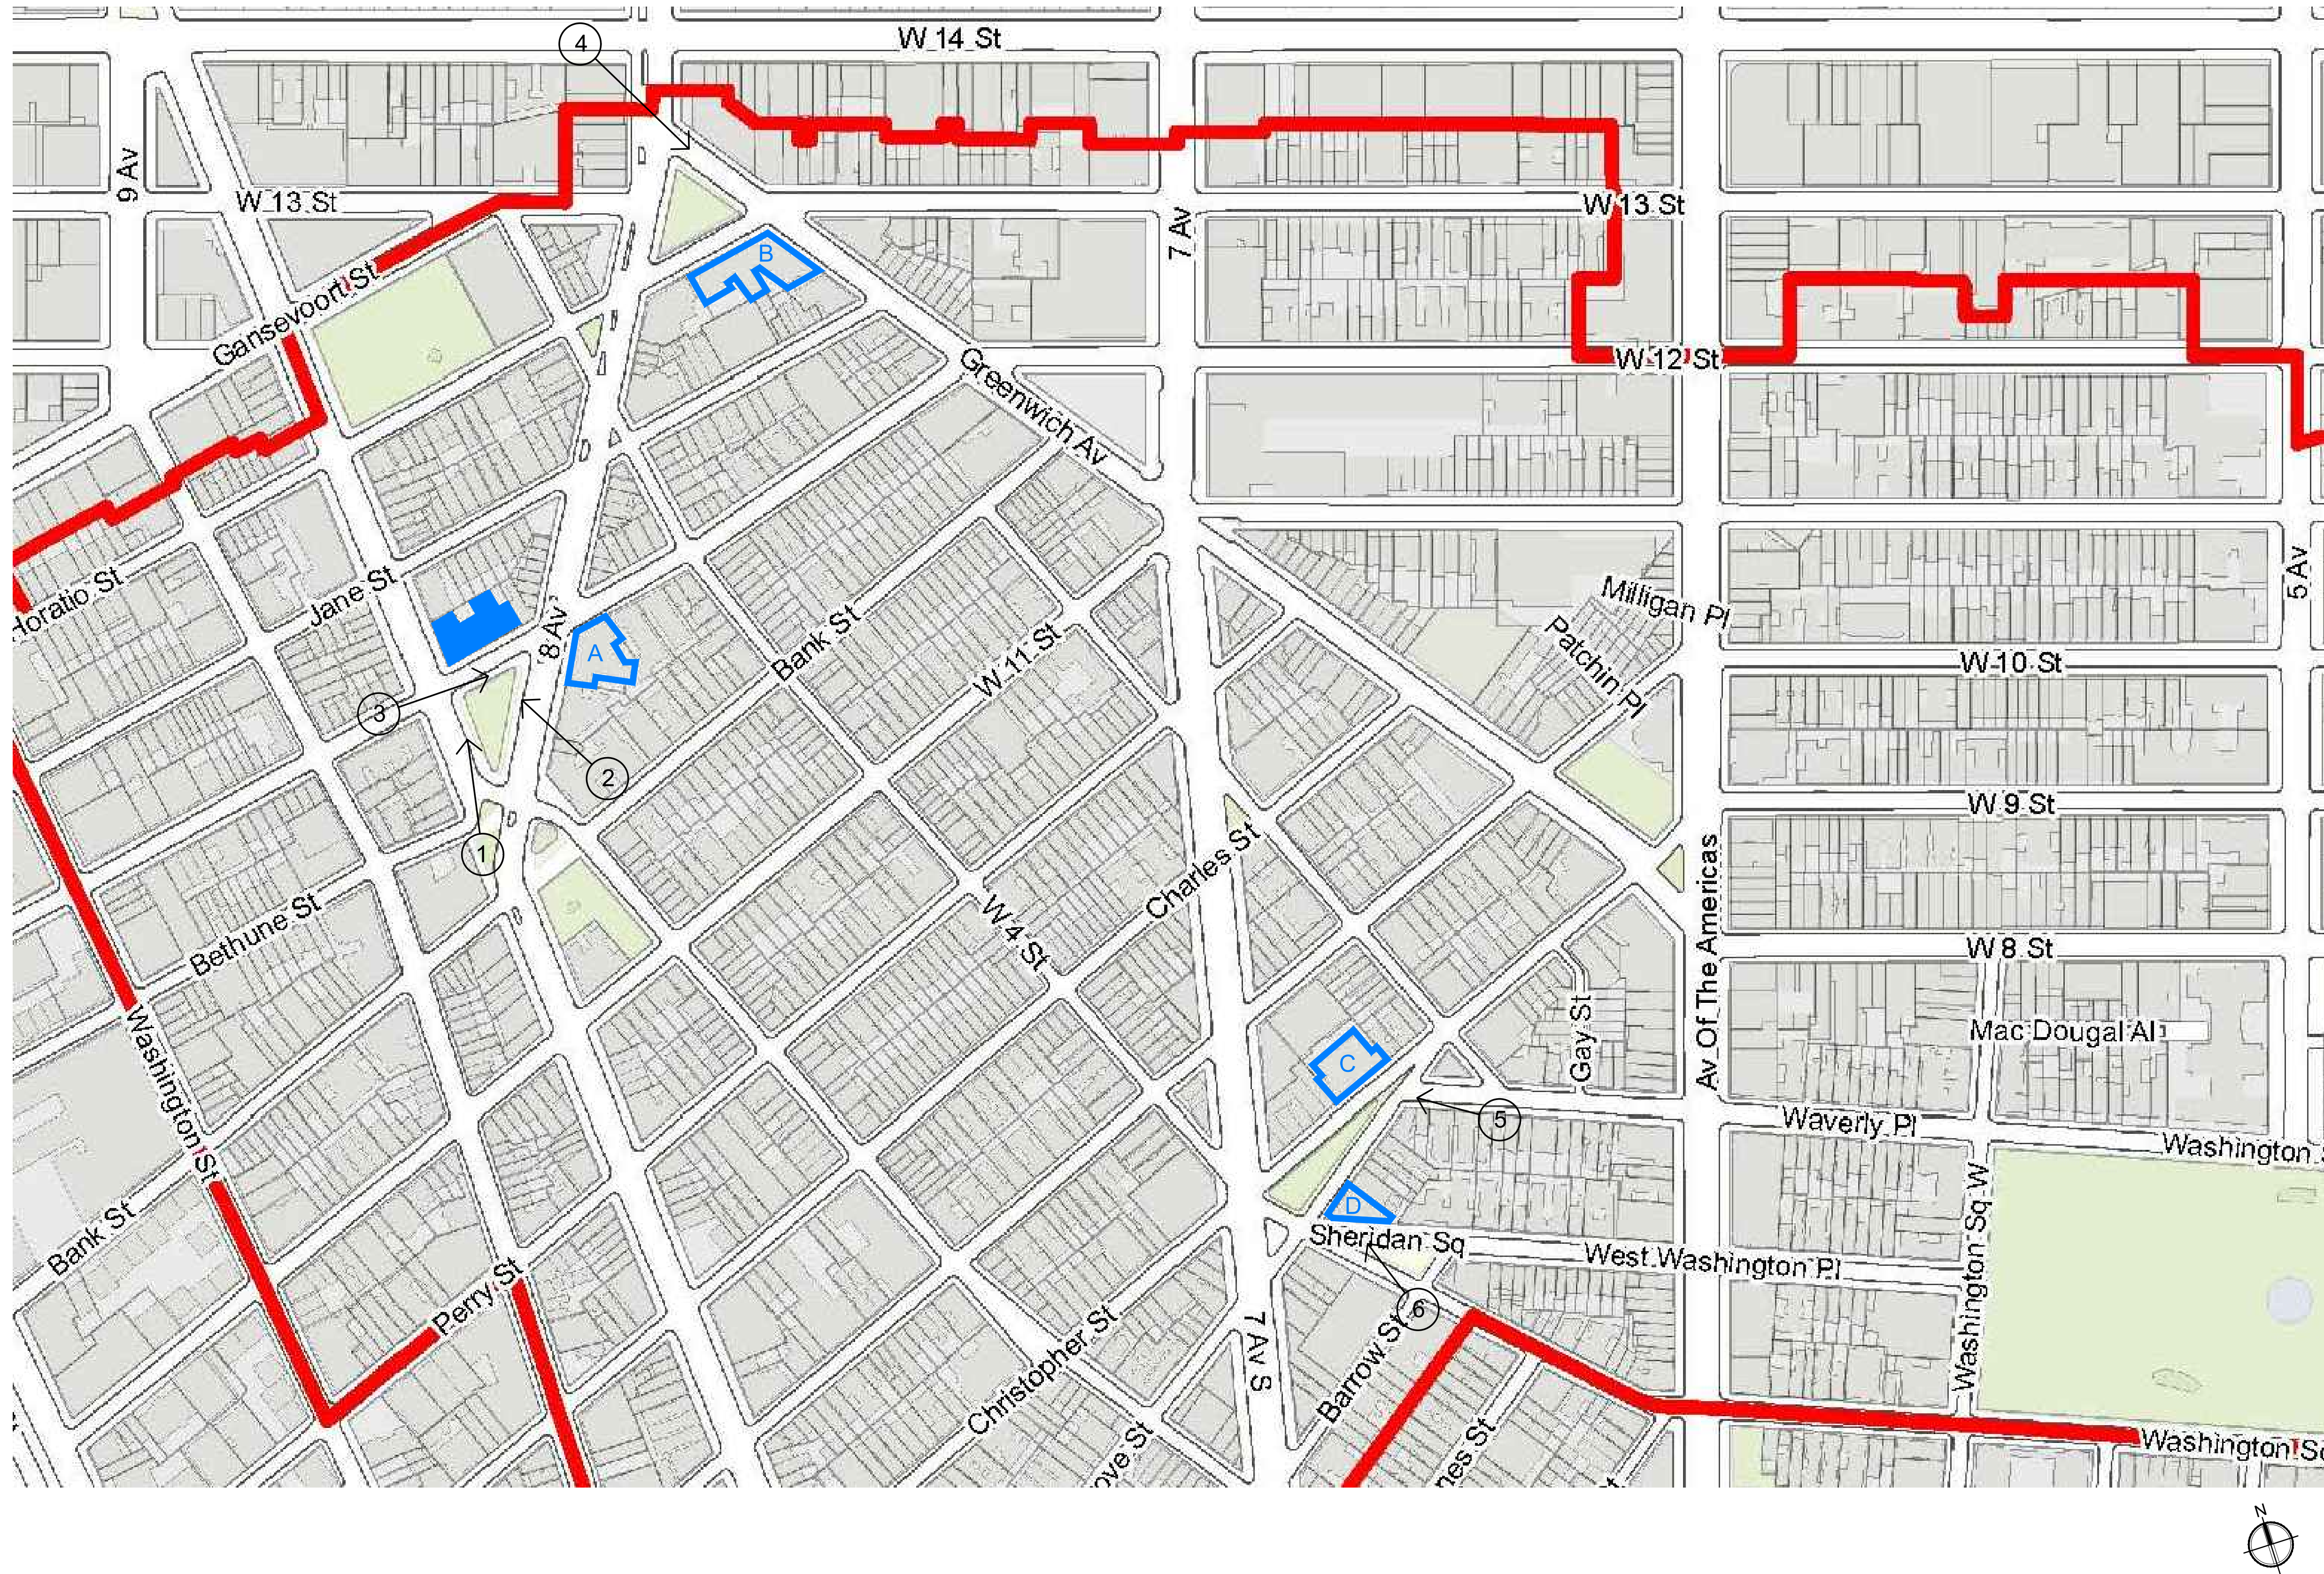 4
W 14 St
9 Av
W 13 St
7 Av
W 13 St
B
Gansevoort St
W 12 St
Greenwich Av
Horatio St
Jane St
8 Av
A
Milligan Pl
Patchin Pl
5 Av
Bank St
W 11 St
W 10 St
3
2
1
W 9 St
Charles St
Av Of The Americas
Bethune St
W 4 St
W 8 St
Gay St
Mac Dougal Al
Washington St
C
5
Waverly Pl
Washington
D
Sheridan Sq
West Washington Pl
Washington Sq W
Bank St
Perry St
6
7 Av S
Barrow St
Christopher St
Washington
N